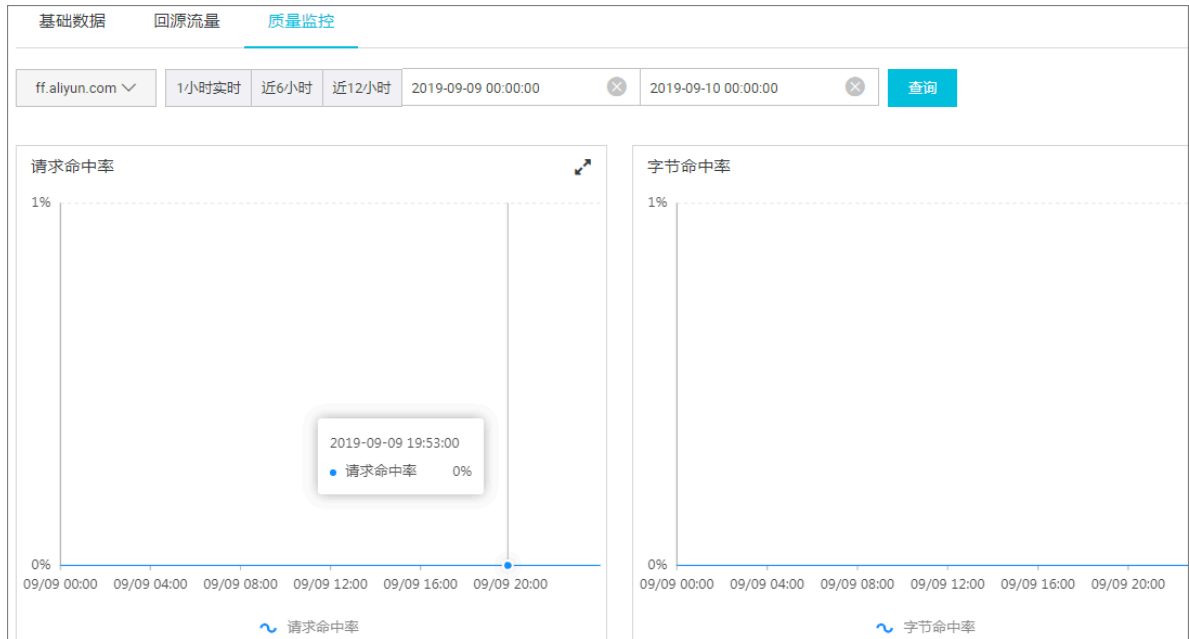 基础数据 回源流量 质量监控
ff.aliyun.com 1小时实时 近6小时 近12小时 2019-09-09 00:00:00 2019-09-10 00:00:00 查询
请求命中率 字节命中率
1% 1%
2019-09-09 19:53:00
请求命中率 0%
0% 0%
09/09 00:00 09/09 04:00 09/09 08:00 09/09 12:00 09/09 16:00 09/09 20:00 09/09 00:00 09/09 04:00 09/09 08:00 09/09 12:00 09/09 16:00 09/09 20:00
请求命中率 字节命中率